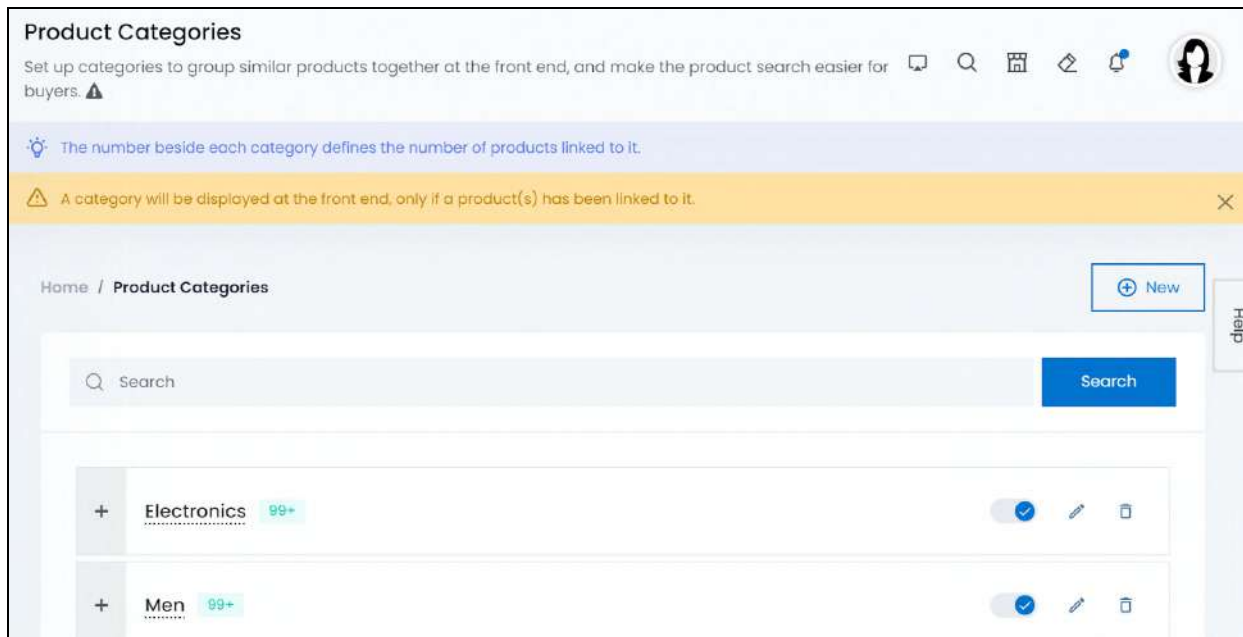 Product Categories
Set up categories to group similar products together at the front end, and make the product search easier for
buyers.
The number beside each category defines the number of products linked to it.
A category will be displayed at the front end, only if a product(s) has been linked to it.
Home / Product Categories
New
Help
Search
Search
Electronics 99+
Men 99+